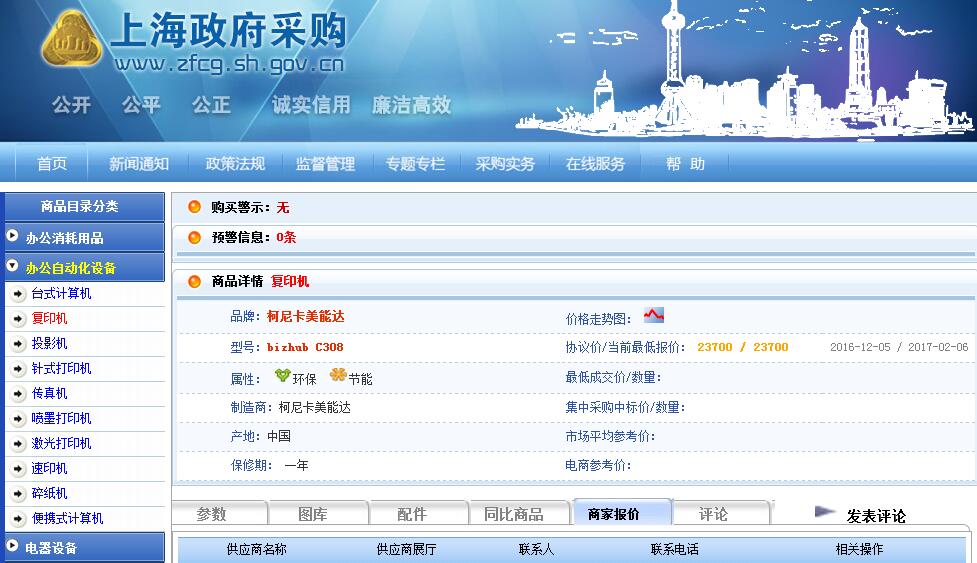 上海政府采购
www.zfcg.sh.gov.cn
公开 公平 公正 诚实信用 廉洁高效
首页 新闻通知 政策法规 监督管理 专题专栏 采购实务 在线服务 帮 助
商品目录分类
办公消耗用品
办公自动化设备
台式计算机
复印机
投影机
针式打印机
传真机
喷墨打印机
激光打印机
速印机
碎纸机
便携式计算机
电器设备
购买警示：无
预警信息：0条
商品详情 复印机
品牌：柯尼卡美能达 价格走势图：
型号：bizhub C308 协议价/当前最低报价： 23700 / 23700 2016-12-05 / 2017-02-06
属性： 环保 节能 最低成交价/数量：
制造商：柯尼卡美能达 集中采购中标价/数量：
产地：中国 市场平均参考价：
保修期： 一年 电商参考价：
参数 图库 配件 同比商品 商家报价 评论 发表评论
供应商名称 供应商展厅 联系人 联系电话 相关操作